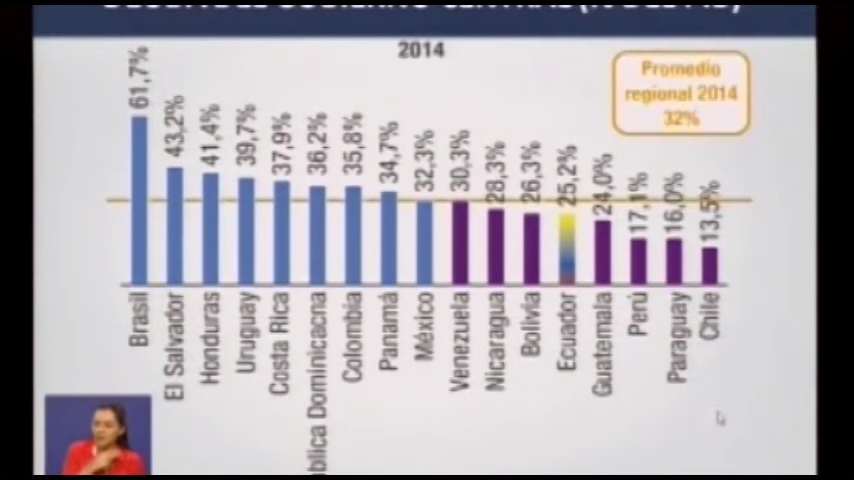 2014
Promedio
regional 2014
32%
61,7%
43,2%
41,4%
39,7%
37,9%
36,2%
35,8%
34,7%
32,3%
30,3%
28,3%
26,3%
25,2%
24,0%
17,1%
16,0%
13,5%
Brasil
El Salvador
Honduras
Uruguay
Costa Rica
ública Dominicacna
Colombia
Panamá
México
Venezuela
Nicaragua
Bolivia
Ecuador
Guatemala
Perú
Paraguay
Chile